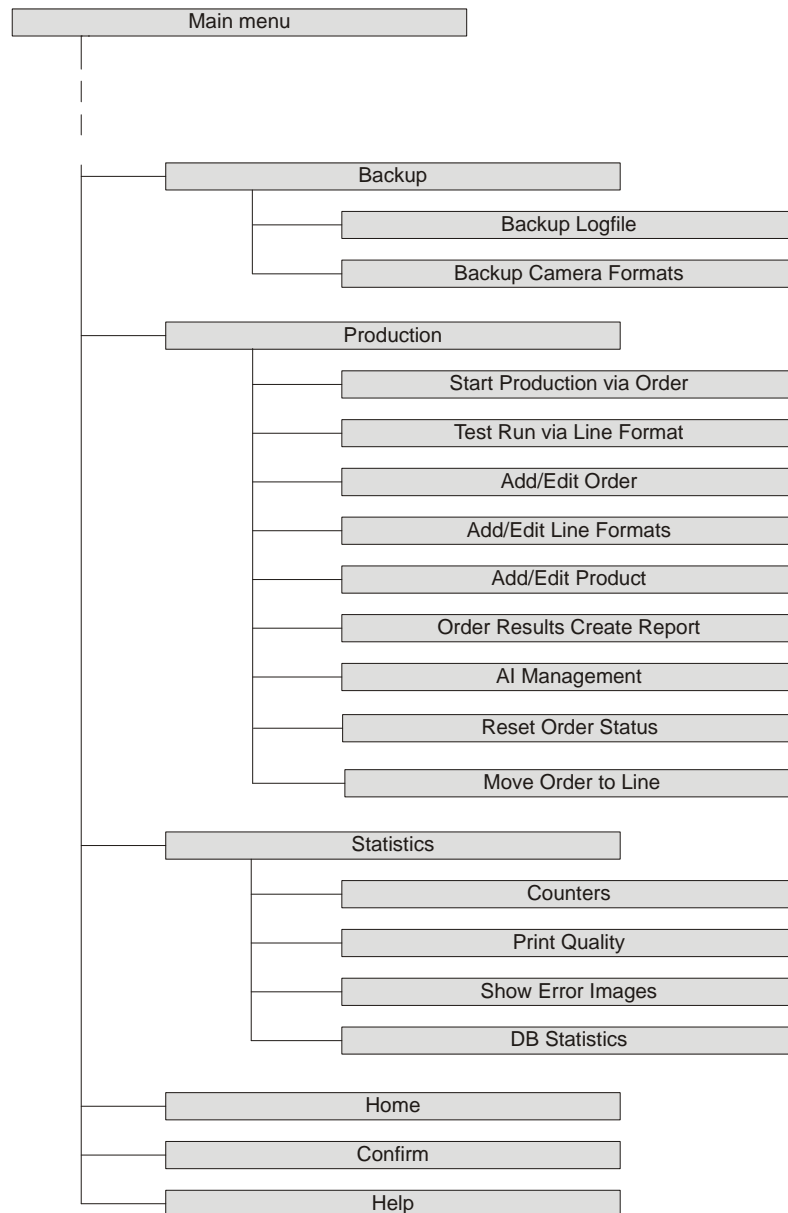 Main menu
Backup
Backup Logfile
Backup Camera Formats
Production
Start Production via Order
Test Run via Line Format
Add/Edit Order
Add/Edit Line Formats
Add/Edit Product
Order Results Create Report
AI Management
Reset Order Status
Move Order to Line
Statistics
Counters
Print Quality
Show Error Images
DB Statistics
Home
Confirm
Help